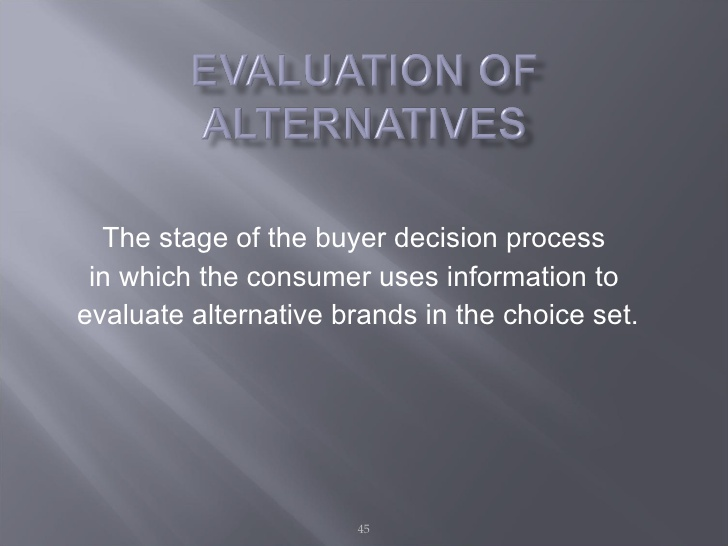 EVALUATION OF
ALTERNATIVES
The stage of the buyer decision process
in which the consumer uses information to
evaluate alternative brands in the choice set.
45